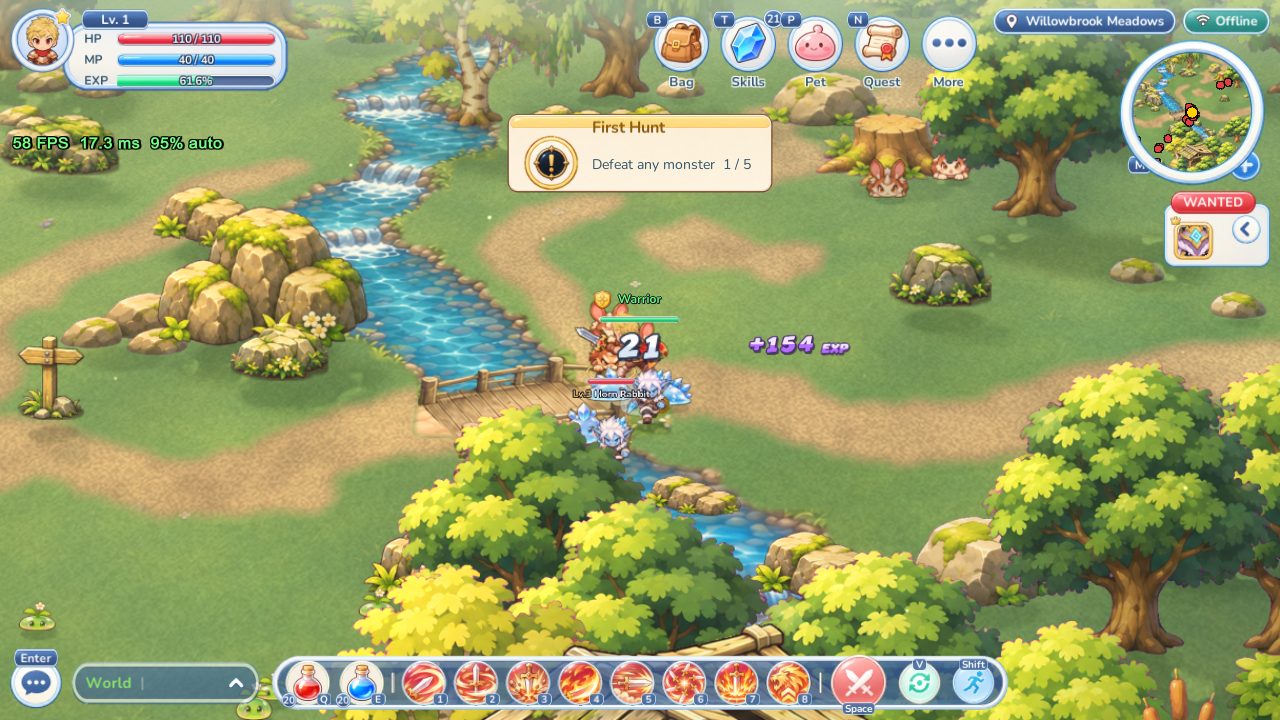 Lv. 1
HP 110 / 110
MP 40 / 40
EXP 61.6%
58 FPS 17.3 ms 95% auto
B T 21 P N
Bag Skills Pet Quest More
Willowbrook Meadows
Offline
M
WANTED
First Hunt
Defeat any monster 1 / 5
Warrior
21
+154 EXP
Lv.3 Horn Rabbit
Enter
World
20 Q 20 E 1 2 3 4 5 6 7 8
Space
V
Shift